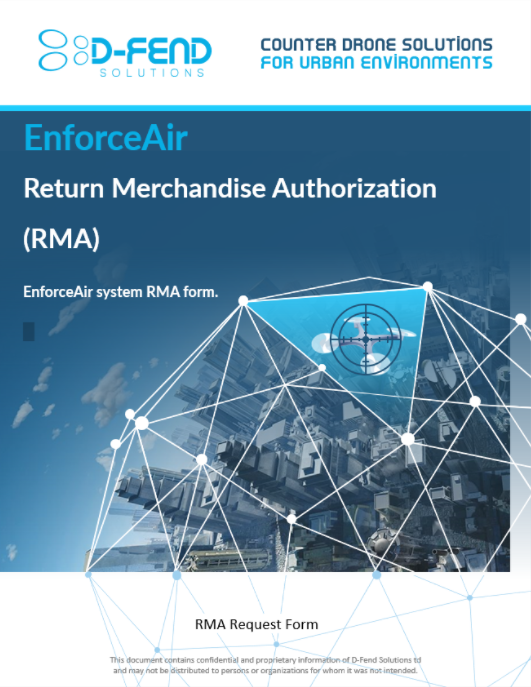 D-FEND
SOLUTIONS
COUNTER DRONE SOLUTIONS
FOR URBAN ENVIRONMENTS
EnforceAir
Return Merchandise Authorization
(RMA)
EnforceAir system RMA form.
RMA Request Form
This document contains confidential and proprietary information of D-Fend Solutions td
and may not be distributed to persons or organizations for whom it was not intended.